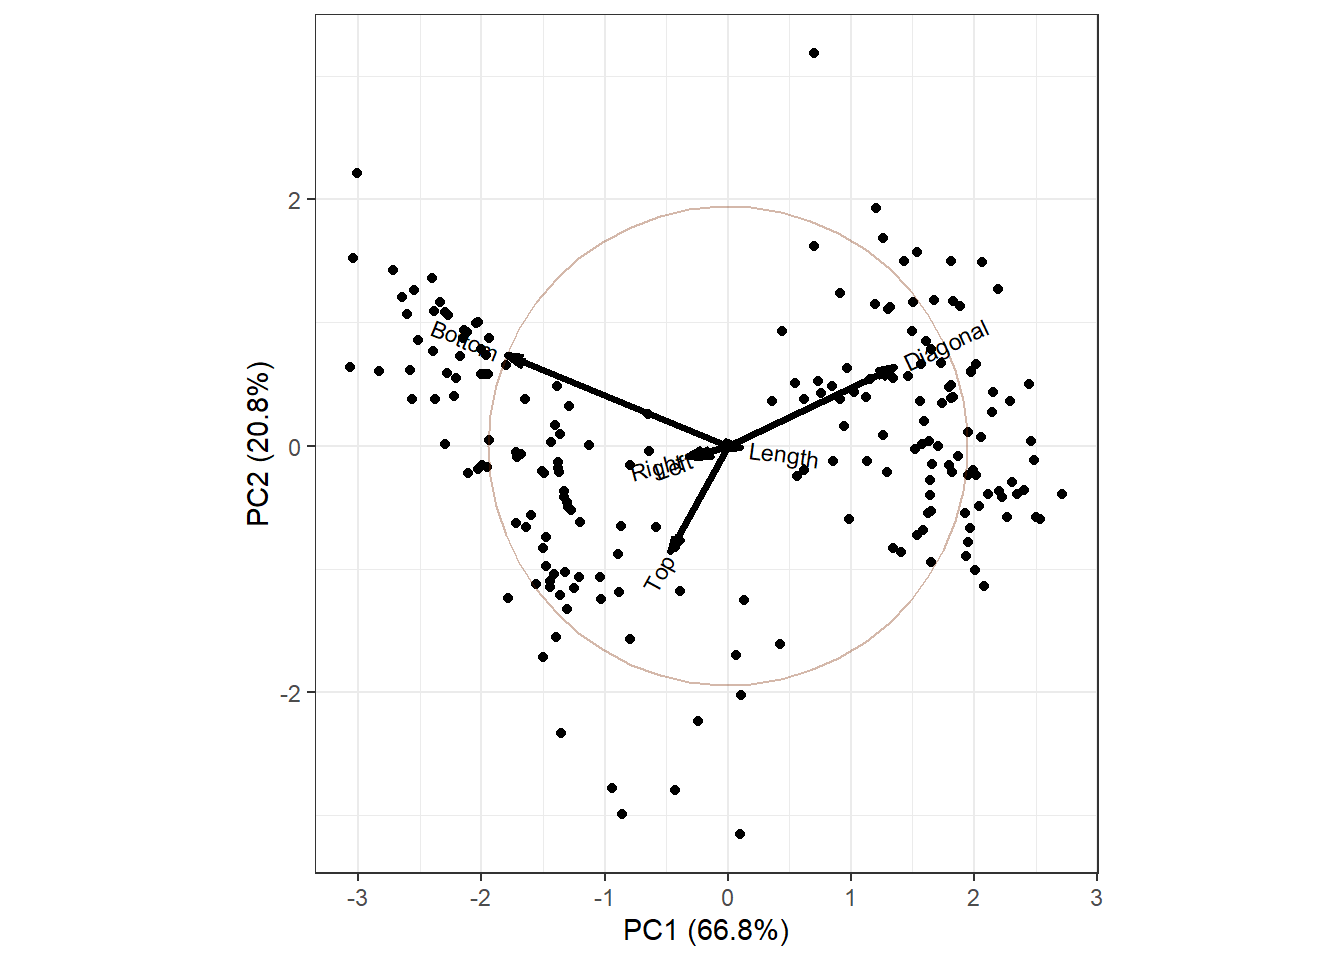 2
0
-2
-3
-2
-1
0
1
2
3
PC1 (66.8%)
PC2 (20.8%)
Bottom
Diagonal
Length
Right
Left
Top